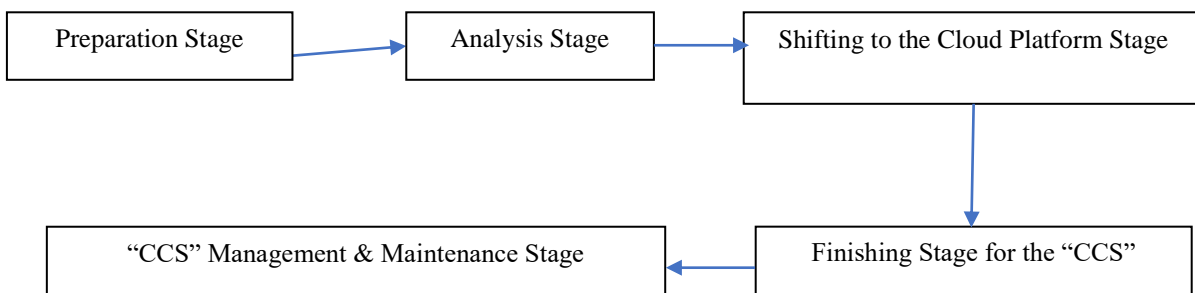 Preparation Stage
Analysis Stage
Shifting to the Cloud Platform Stage
“CCS” Management & Maintenance Stage
Finishing Stage for the “CCS”